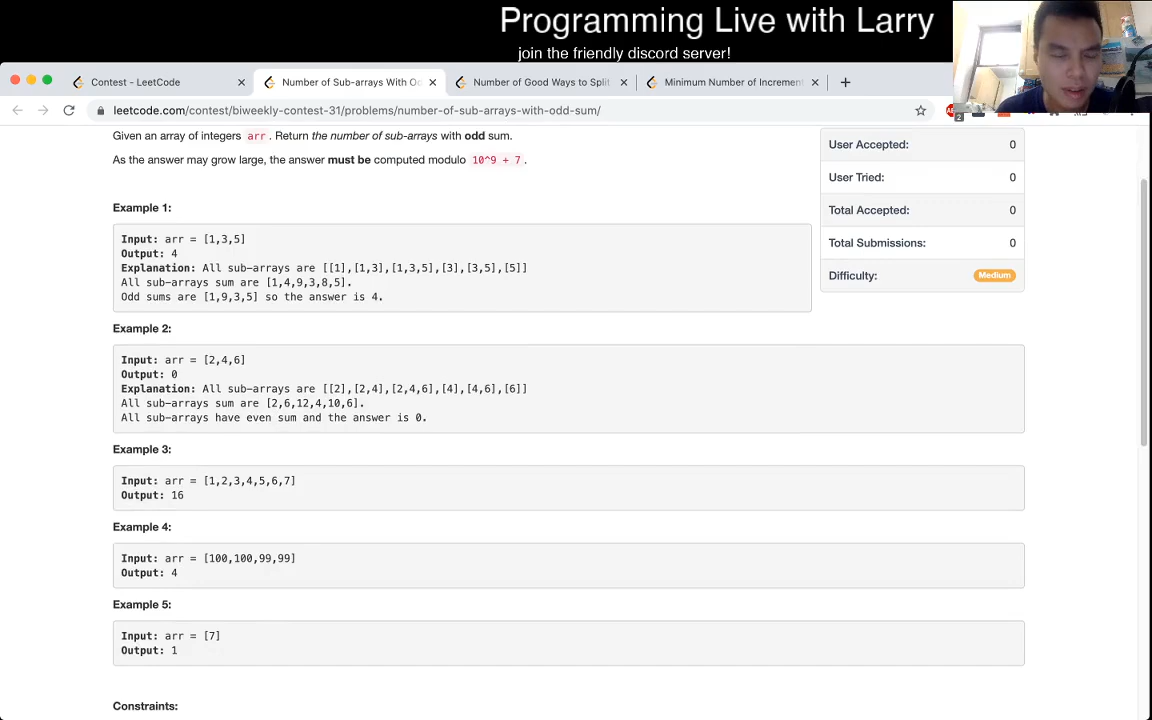 Programming Live with Larry
join the friendly discord server!
Contest - LeetCode
Number of Sub-arrays With Od
Number of Good Ways to Split
Minimum Number of Increment
leetcode.com/contest/biweekly-contest-31/problems/number-of-sub-arrays-with-odd-sum/
2
Given an array of integers arr. Return the number of sub-arrays with odd sum.
As the answer may grow large, the answer must be computed modulo 10^9 + 7.
User Accepted: 0
User Tried: 0
Total Accepted: 0
Total Submissions: 0
Difficulty: Medium
Example 1:
Input: arr = [1,3,5]
Output: 4
Explanation: All sub-arrays are [[1],[1,3],[1,3,5],[3],[3,5],[5]]
All sub-arrays sum are [1,4,9,3,8,5].
Odd sums are [1,9,3,5] so the answer is 4.
Example 2:
Input: arr = [2,4,6]
Output: 0
Explanation: All sub-arrays are [[2],[2,4],[2,4,6],[4],[4,6],[6]]
All sub-arrays sum are [2,6,12,4,10,6].
All sub-arrays have even sum and the answer is 0.
Example 3:
Input: arr = [1,2,3,4,5,6,7]
Output: 16
Example 4:
Input: arr = [100,100,99,99]
Output: 4
Example 5:
Input: arr = [7]
Output: 1
Constraints: